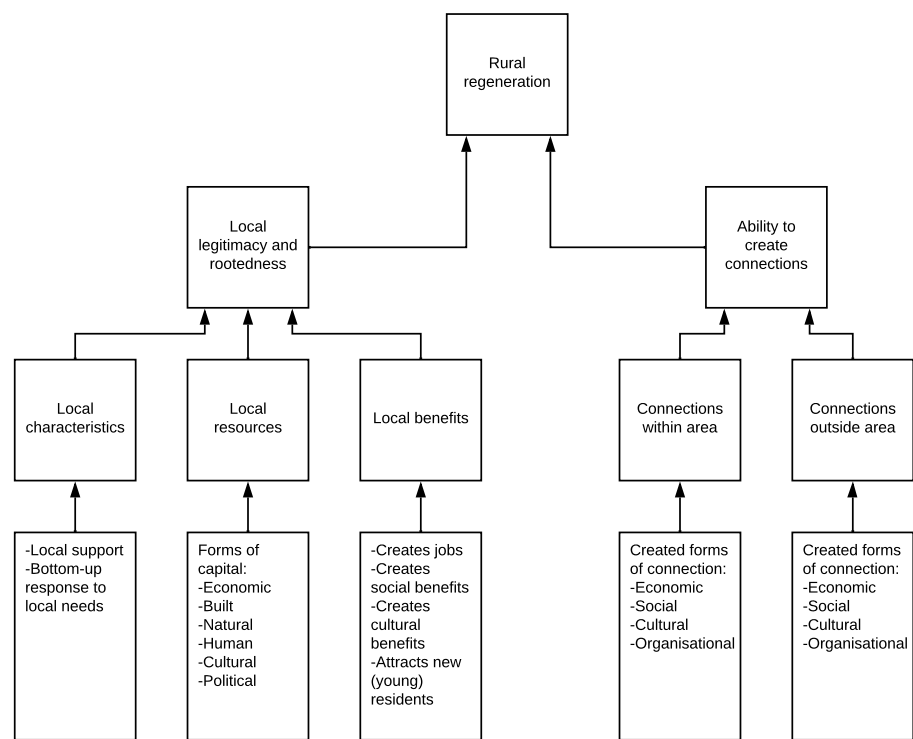 Rural
regeneration
Local
legitimacy and
rootedness
Ability to
create
connections
Local
characteristics
Local
resources
Local benefits
Connections
within area
Connections
outside area
-Local support
-Bottom-up
response to
local needs
Forms of
capital:
-Economic
-Built
-Natural
-Human
-Cultural
-Political
-Creates jobs
-Creates
social benefits
-Creates
cultural
benefits
-Attracts new
(young)
residents
Created forms
of connection:
-Economic
-Social
-Cultural
-Organisational
Created forms
of connection:
-Economic
-Social
-Cultural
-Organisational